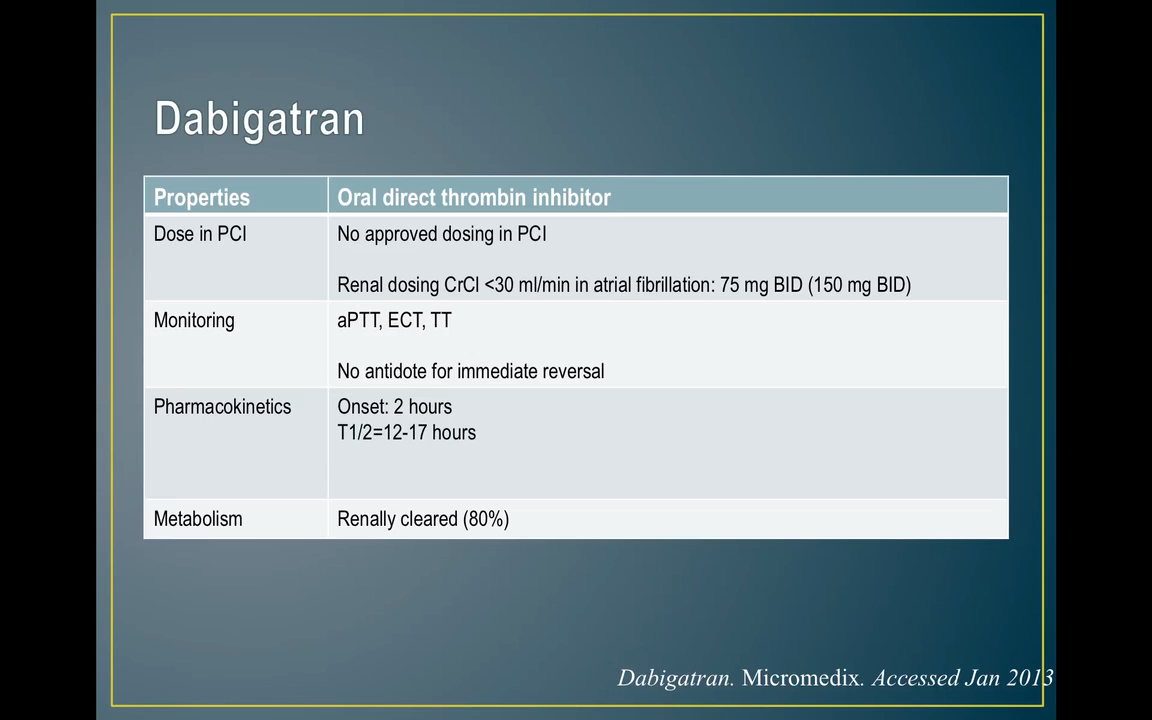 Dabigatran
Properties
Oral direct thrombin inhibitor
Dose in PCI
No approved dosing in PCI
Renal dosing CrCl <30 ml/min in atrial fibrillation: 75 mg BID (150 mg BID)
Monitoring
aPTT, ECT, TT
No antidote for immediate reversal
Pharmacokinetics
Onset: 2 hours
T1/2=12-17 hours
Metabolism
Renally cleared (80%)
Dabigatran. Micromedix. Accessed Jan 2013